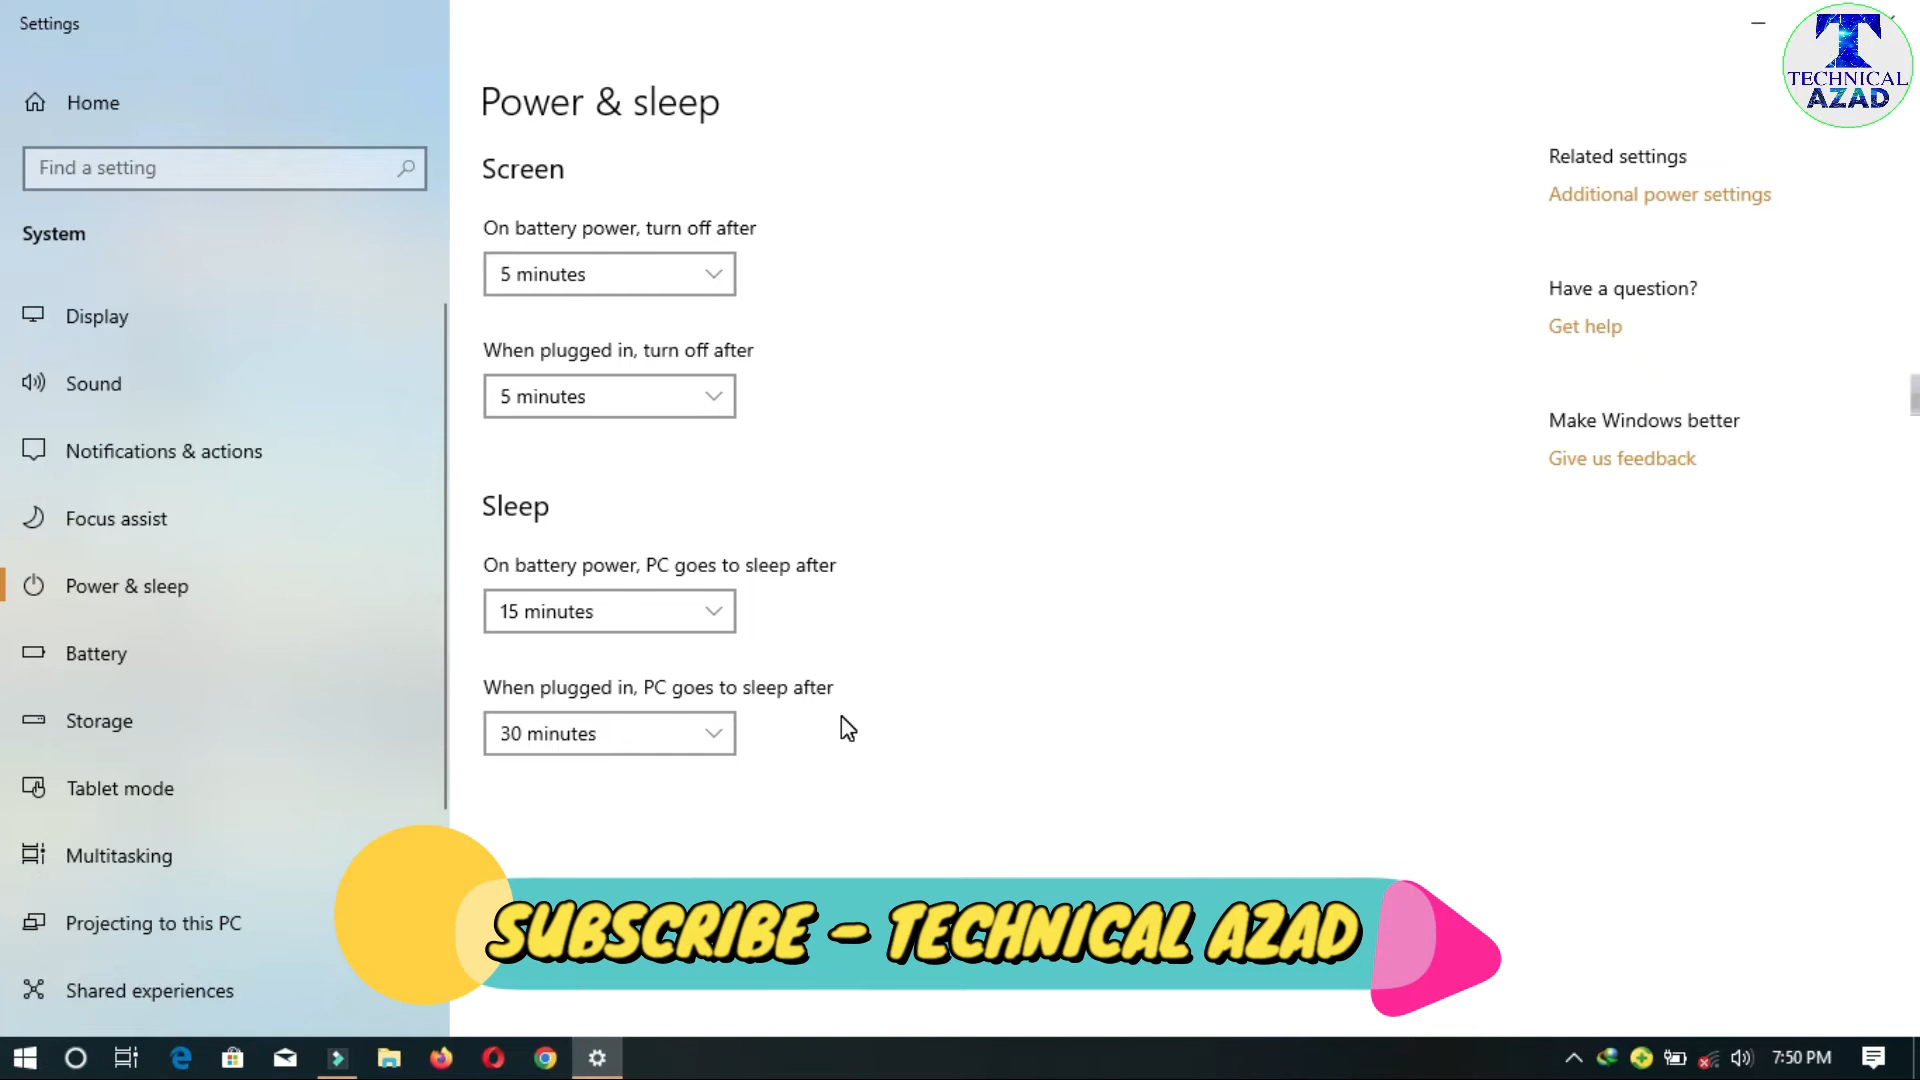 Settings
Home
Find a setting
System
Display
Sound
Notifications & actions
Focus assist
Power & sleep
Battery
Storage
Tablet mode
Multitasking
Projecting to this PC
Shared experiences
Power & sleep
Screen
On battery power, turn off after
5 minutes
When plugged in, turn off after
5 minutes
Sleep
On battery power, PC goes to sleep after
15 minutes
When plugged in, PC goes to sleep after
30 minutes
Related settings
Additional power settings
Have a question?
Get help
Make Windows better
Give us feedback
T
TECHNICAL
AZAD
SUBSCRIBE - TECHNICAL AZAD
7:50 PM